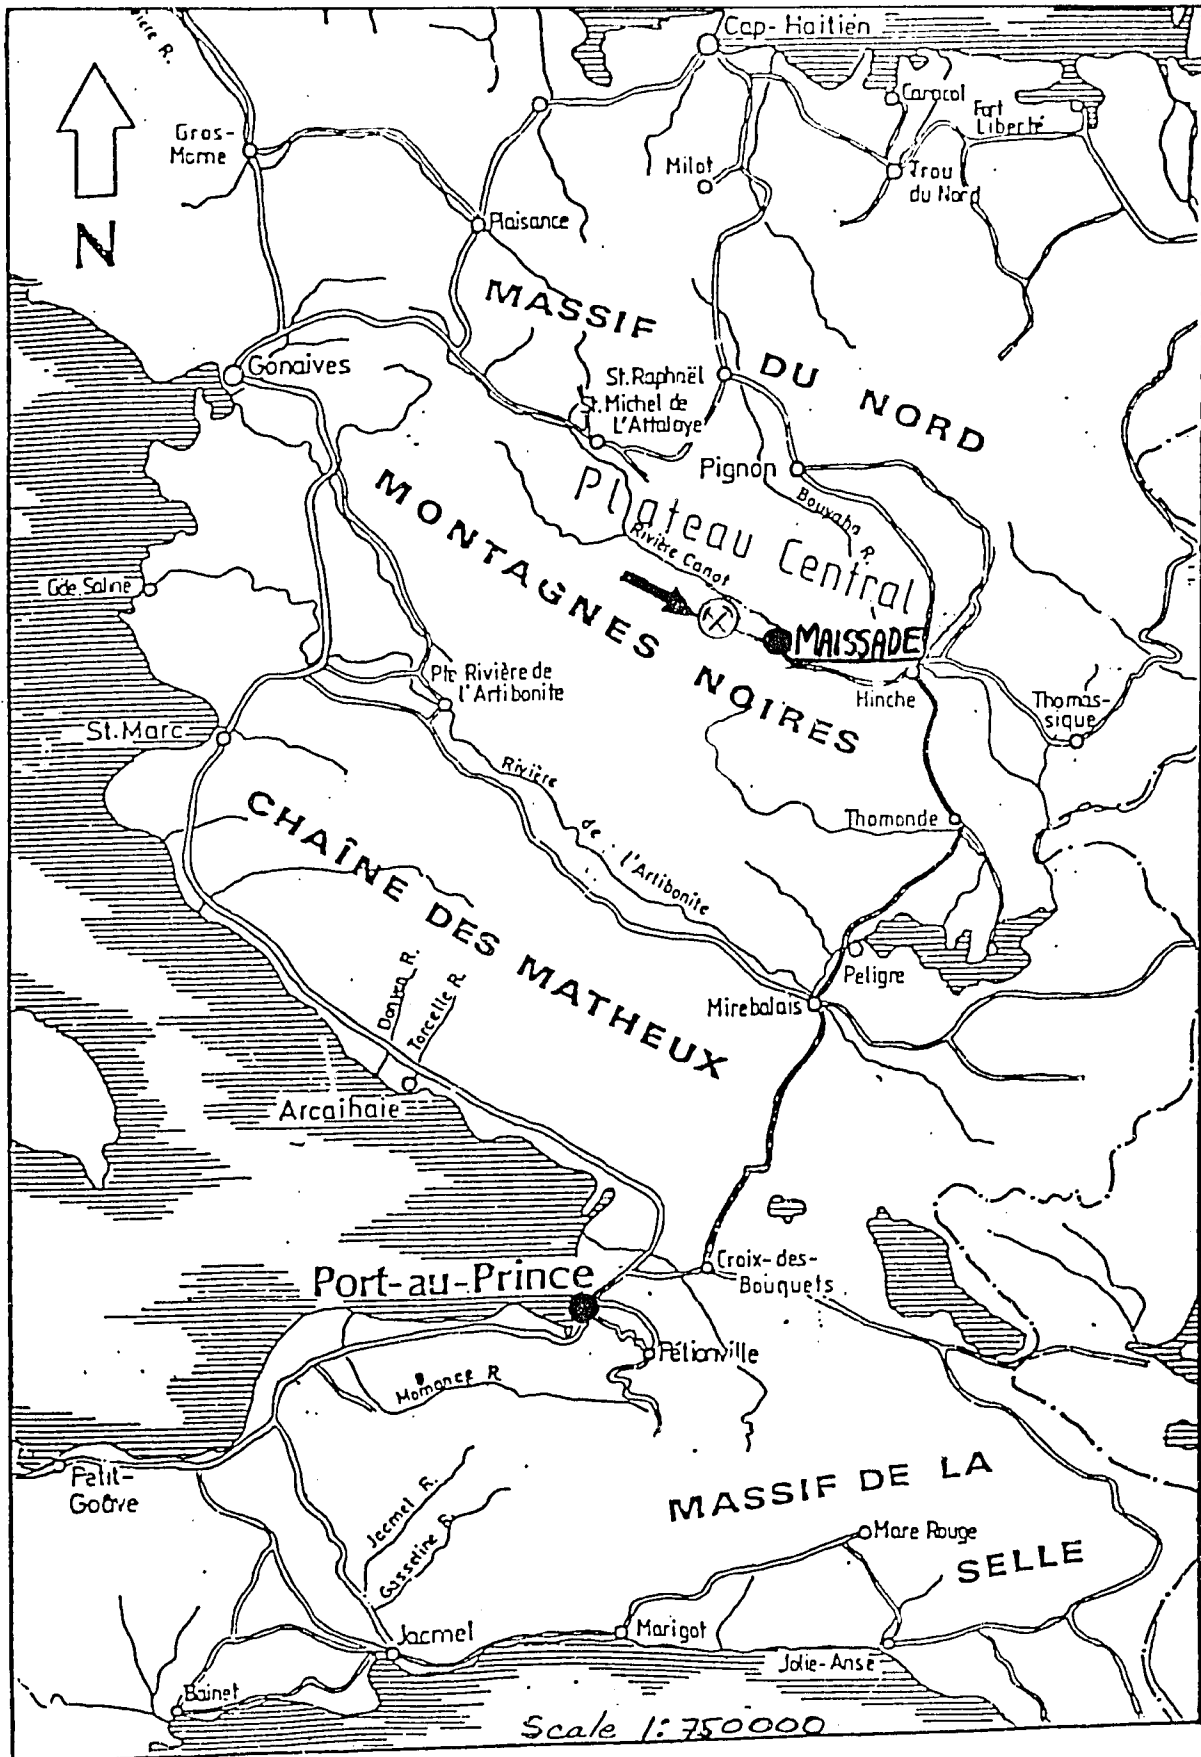 Cap-Haïtien
Caracol
Fort
Liberté
Gros-
Morne
Milot
Trou
du Nord
Plaisance
N
MASSIF
DU NORD
Gonaives
St. Raphaël
St. Michel de
L'Attalaye
Pignon
Bouyaha R.
Plateau Central
MONTAGNES NOIRES
Rivière Canot
Gde. Saline
MAISSADE
Hinche
Pte Rivière de
l'Artibonite
Thomas-
sique
St. Marc
Rivière de l'Artibonite
Thomonde
CHAÎNE DES MATHEUX
Torcelle R.
Peligre
Mirebalais
Arcaihaie
Croix-des-
Bouquets
Port-au-Prince
Pétionville
Momance R
Petit-
Goâve
Jacmel R.
Gosseline R.
MASSIF DE LA
SELLE
Mare Rouge
Jacmel
Marigot
Jolie-Anse
Bainet
Scale 1:750000